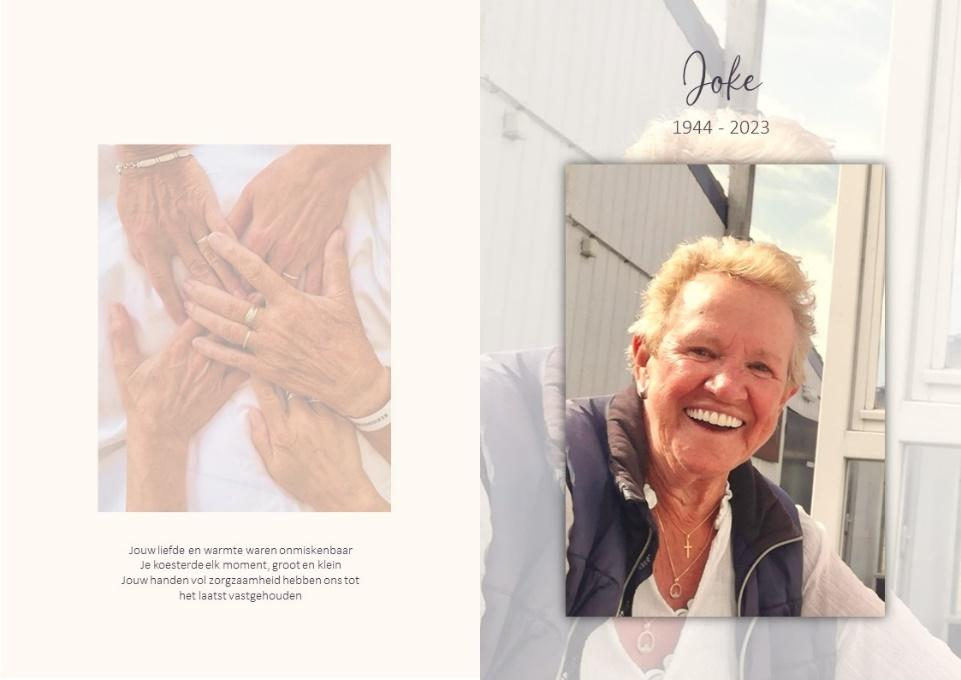 Joke
1944 - 2023
Jouw liefde en warmte waren onmiskenbaar
Je koesterde elk moment, groot en klein
Jouw handen vol zorgzaamheid hebben ons tot
het laatst vastgehouden